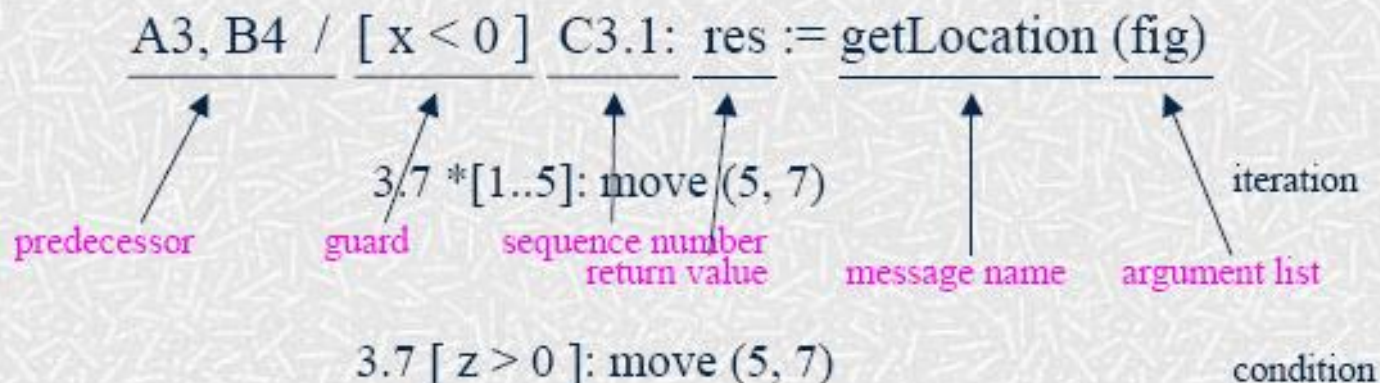 A3, B4 / [ x < 0 ] C3.1: res := getLocation (fig)
3.7 *[1..5]: move (5, 7) iteration
predecessor guard sequence number
return value message name argument list
3.7 [ z > 0 ]: move (5, 7) condition